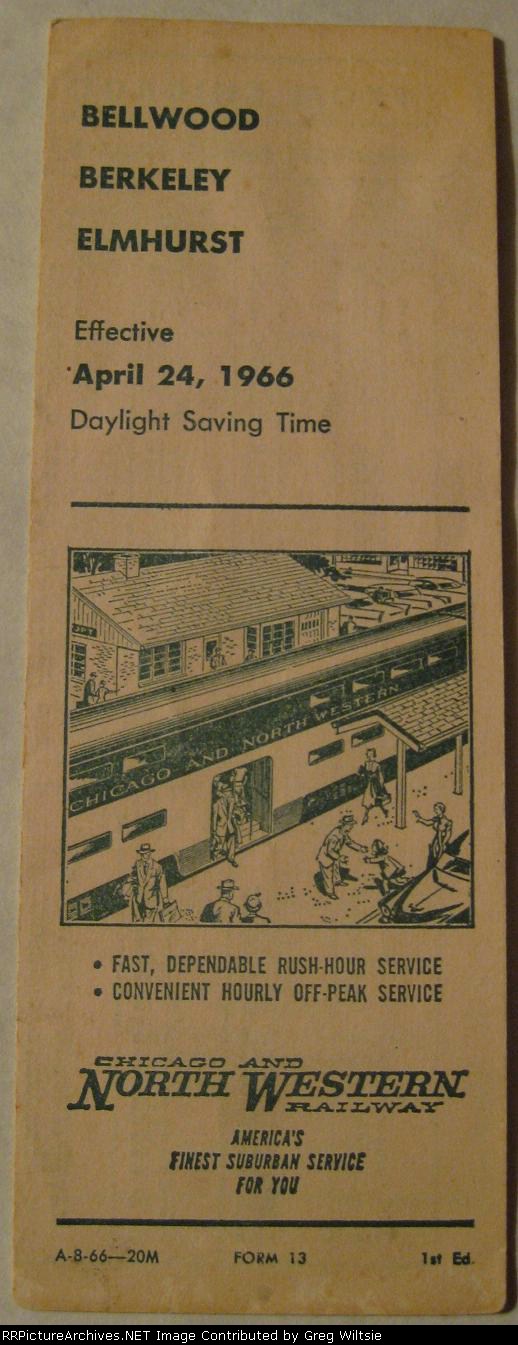 BELLWOOD
BERKELEY
ELMHURST
Effective
April 24, 1966
Daylight Saving Time
CHICAGO AND NORTH WESTERN
• FAST, DEPENDABLE RUSH-HOUR SERVICE
• CONVENIENT HOURLY OFF-PEAK SERVICE
CHICAGO AND
NORTH WESTERN
RAILWAY
AMERICA'S
FINEST SUBURBAN SERVICE
FOR YOU
A-8-66—20M FORM 13 1st Ed.
RRPictureArchives.NET Image Contributed by Greg Wiltsie